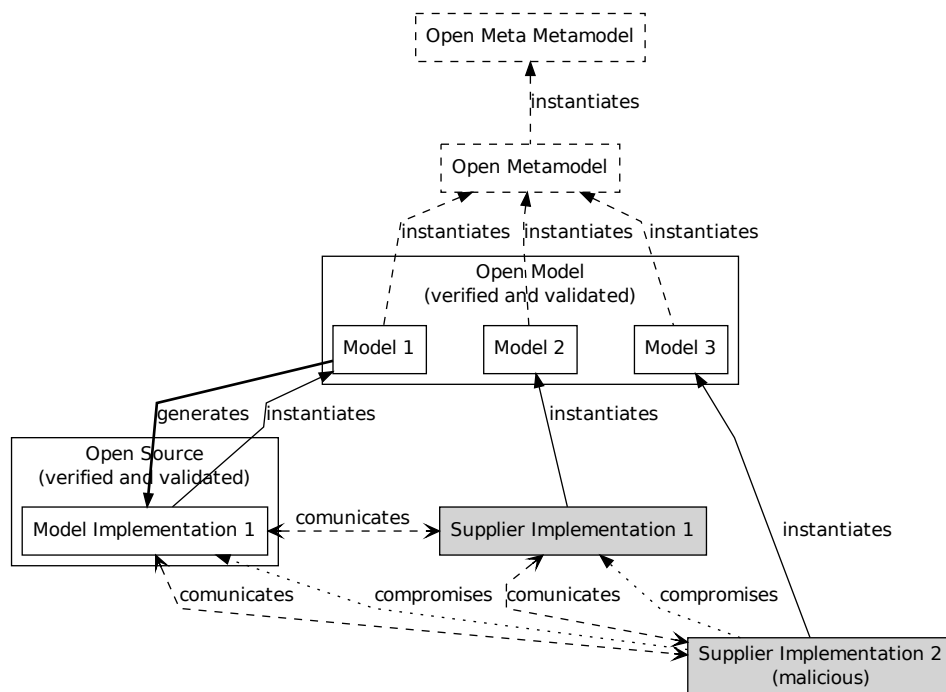 Open Meta Metamodel
instantiates
Open Metamodel
instantiates instantiates instantiates
Open Model
(verified and validated)
Model 1 Model 2 Model 3
generates instantiates instantiates
Open Source
(verified and validated)
Model Implementation 1 comunicates Supplier Implementation 1 instantiates
comunicates compromises comunicates compromises
Supplier Implementation 2
(malicious)